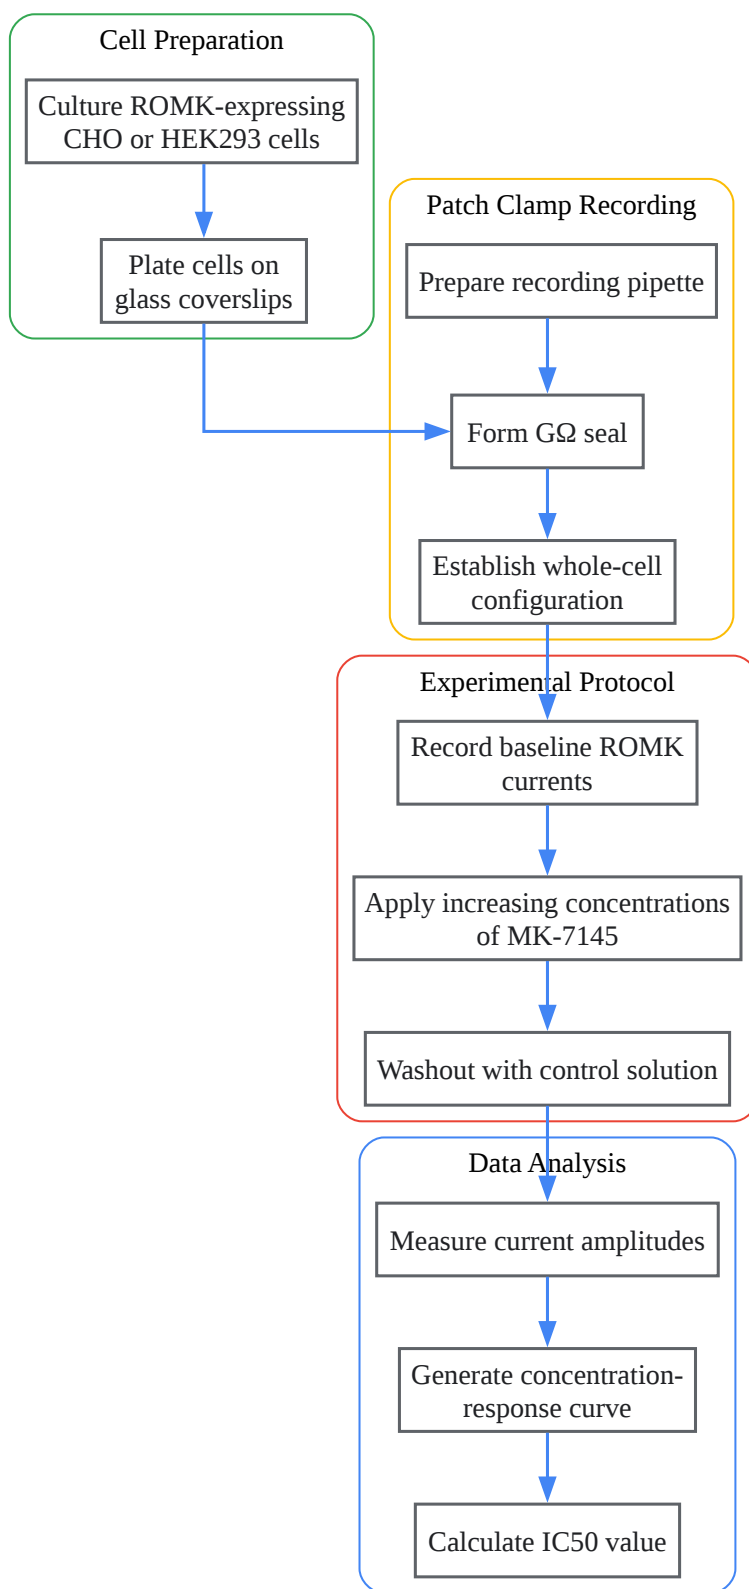 Cell Preparation
Culture ROMK-expressing
CHO or HEK293 cells
Plate cells on
glass coverslips
Patch Clamp Recording
Prepare recording pipette
Form GΩ seal
Establish whole-cell
configuration
Experimental Protocol
Record baseline ROMK
currents
Apply increasing concentrations
of MK-7145
Washout with control solution
Data Analysis
Measure current amplitudes
Generate concentration-
response curve
Calculate IC50 value